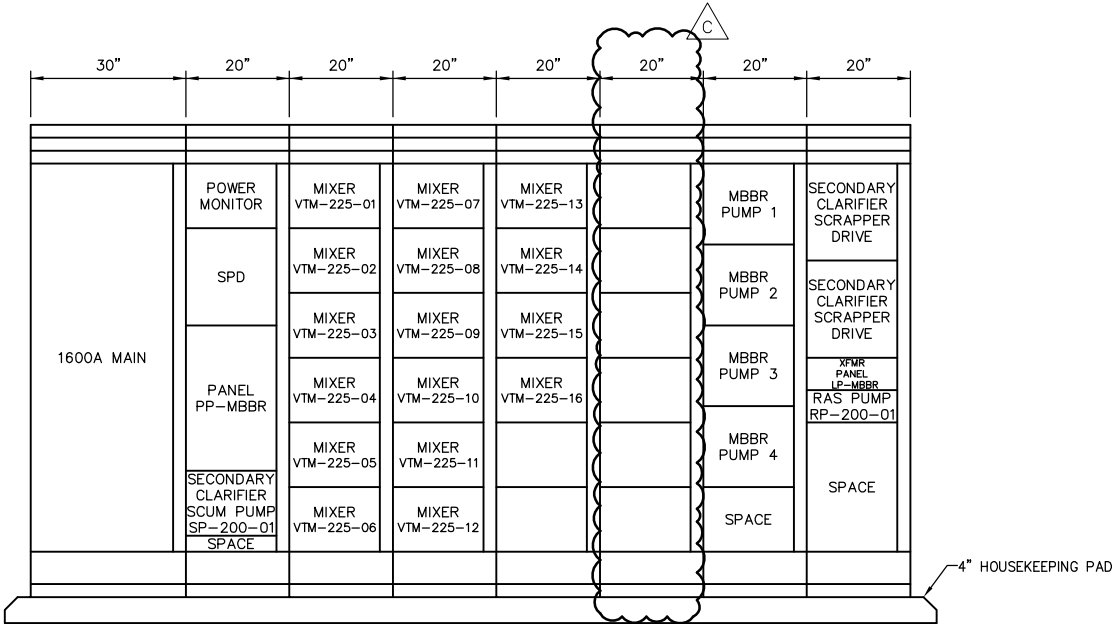 C
30" 20" 20" 20" 20" 20" 20" 20"
1600A MAIN
POWER
MONITOR
SPD
PANEL
PP-MBBR
SECONDARY
CLARIFIER
SCUM PUMP
SP-200-01
SPACE
MIXER
VTM-225-01
MIXER
VTM-225-02
MIXER
VTM-225-03
MIXER
VTM-225-04
MIXER
VTM-225-05
MIXER
VTM-225-06
MIXER
VTM-225-07
MIXER
VTM-225-08
MIXER
VTM-225-09
MIXER
VTM-225-10
MIXER
VTM-225-11
MIXER
VTM-225-12
MIXER
VTM-225-13
MIXER
VTM-225-14
MIXER
VTM-225-15
MIXER
VTM-225-16
MBBR
PUMP 1
MBBR
PUMP 2
MBBR
PUMP 3
MBBR
PUMP 4
SPACE
SECONDARY
CLARIFIER
SCRAPPER
DRIVE
SECONDARY
CLARIFIER
SCRAPPER
DRIVE
XFMR
PANEL
LP-MBBR
RAS PUMP
RP-200-01
SPACE
4" HOUSEKEEPING PAD